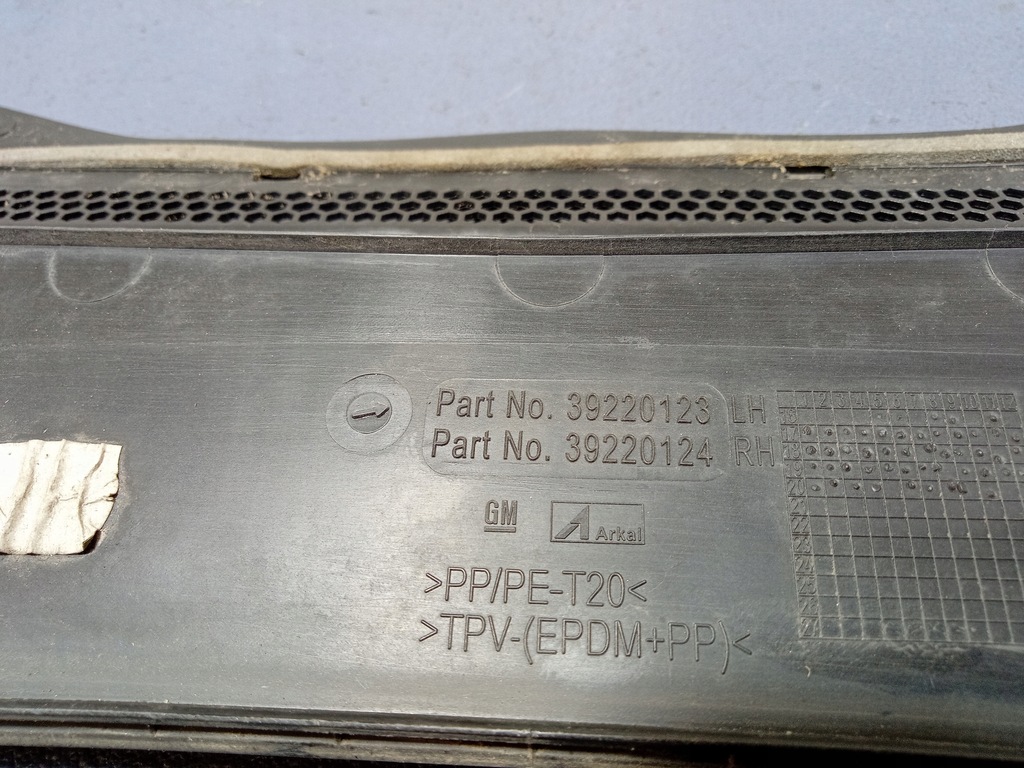 Part No. 39220123 LH
Part No. 39220124 RH
GM
Arkal
>PP/PE-T20<
>TPV-(EPDM+PP)<